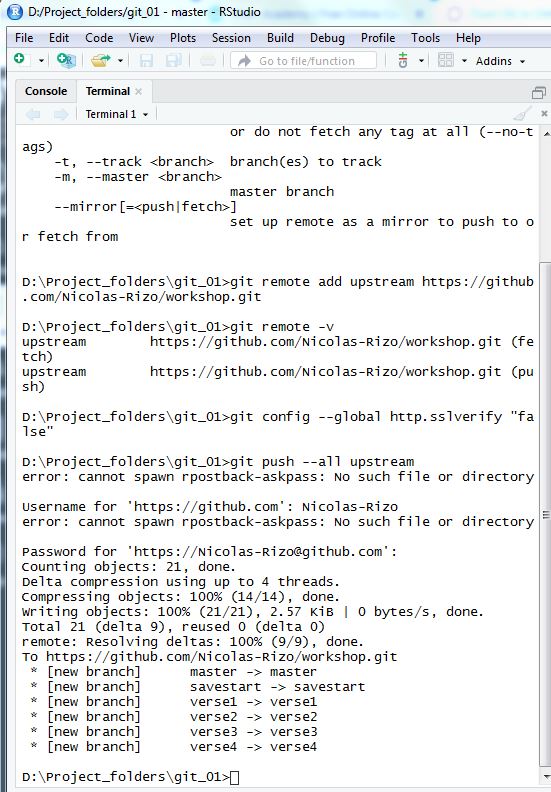 D:/Project_folders/git_01 - master - RStudio
File Edit Code View Plots Session Build Debug Profile Tools Help
Go to file/function Addins
Console Terminal
Terminal 1
or do not fetch any tag at all (--no-t
ags)
-t, --track <branch> branch(es) to track
-m, --master <branch>
master branch
--mirror[=<push|fetch>]
set up remote as a mirror to push to o
r fetch from
D:\Project_folders\git_01>git remote add upstream https://github
.com/Nicolas-Rizo/workshop.git
D:\Project_folders\git_01>git remote -v
upstream https://github.com/Nicolas-Rizo/workshop.git (fe
tch)
upstream https://github.com/Nicolas-Rizo/workshop.git (pu
sh)
D:\Project_folders\git_01>git config --global http.sslverify "fa
lse"
D:\Project_folders\git_01>git push --all upstream
error: cannot spawn rpostback-askpass: No such file or directory
Username for 'https://github.com': Nicolas-Rizo
error: cannot spawn rpostback-askpass: No such file or directory
Password for 'https://Nicolas-Rizo@github.com':
Counting objects: 21, done.
Delta compression using up to 4 threads.
Compressing objects: 100% (14/14), done.
Writing objects: 100% (21/21), 2.57 KiB | 0 bytes/s, done.
Total 21 (delta 9), reused 0 (delta 0)
remote: Resolving deltas: 100% (9/9), done.
To https://github.com/Nicolas-Rizo/workshop.git
* [new branch] master -> master
* [new branch] savestart -> savestart
* [new branch] verse1 -> verse1
* [new branch] verse2 -> verse2
* [new branch] verse3 -> verse3
* [new branch] verse4 -> verse4
D:\Project_folders\git_01>